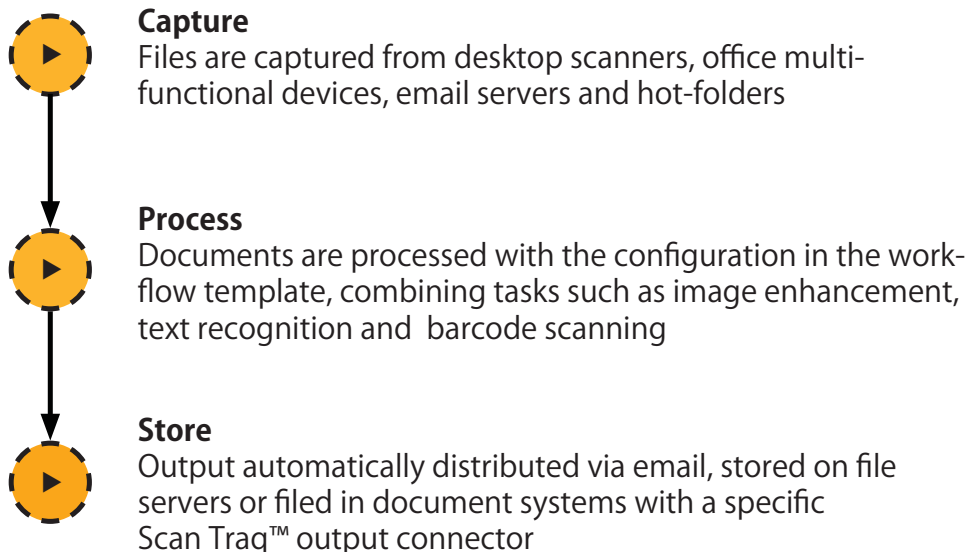 Capture
Files are captured from desktop scanners, office multi-
functional devices, email servers and hot-folders
Process
Documents are processed with the configuration in the work-
flow template, combining tasks such as image enhancement,
text recognition and  barcode scanning
Store
Output automatically distributed via email, stored on file
servers or filed in document systems with a specific
Scan Traq™ output connector